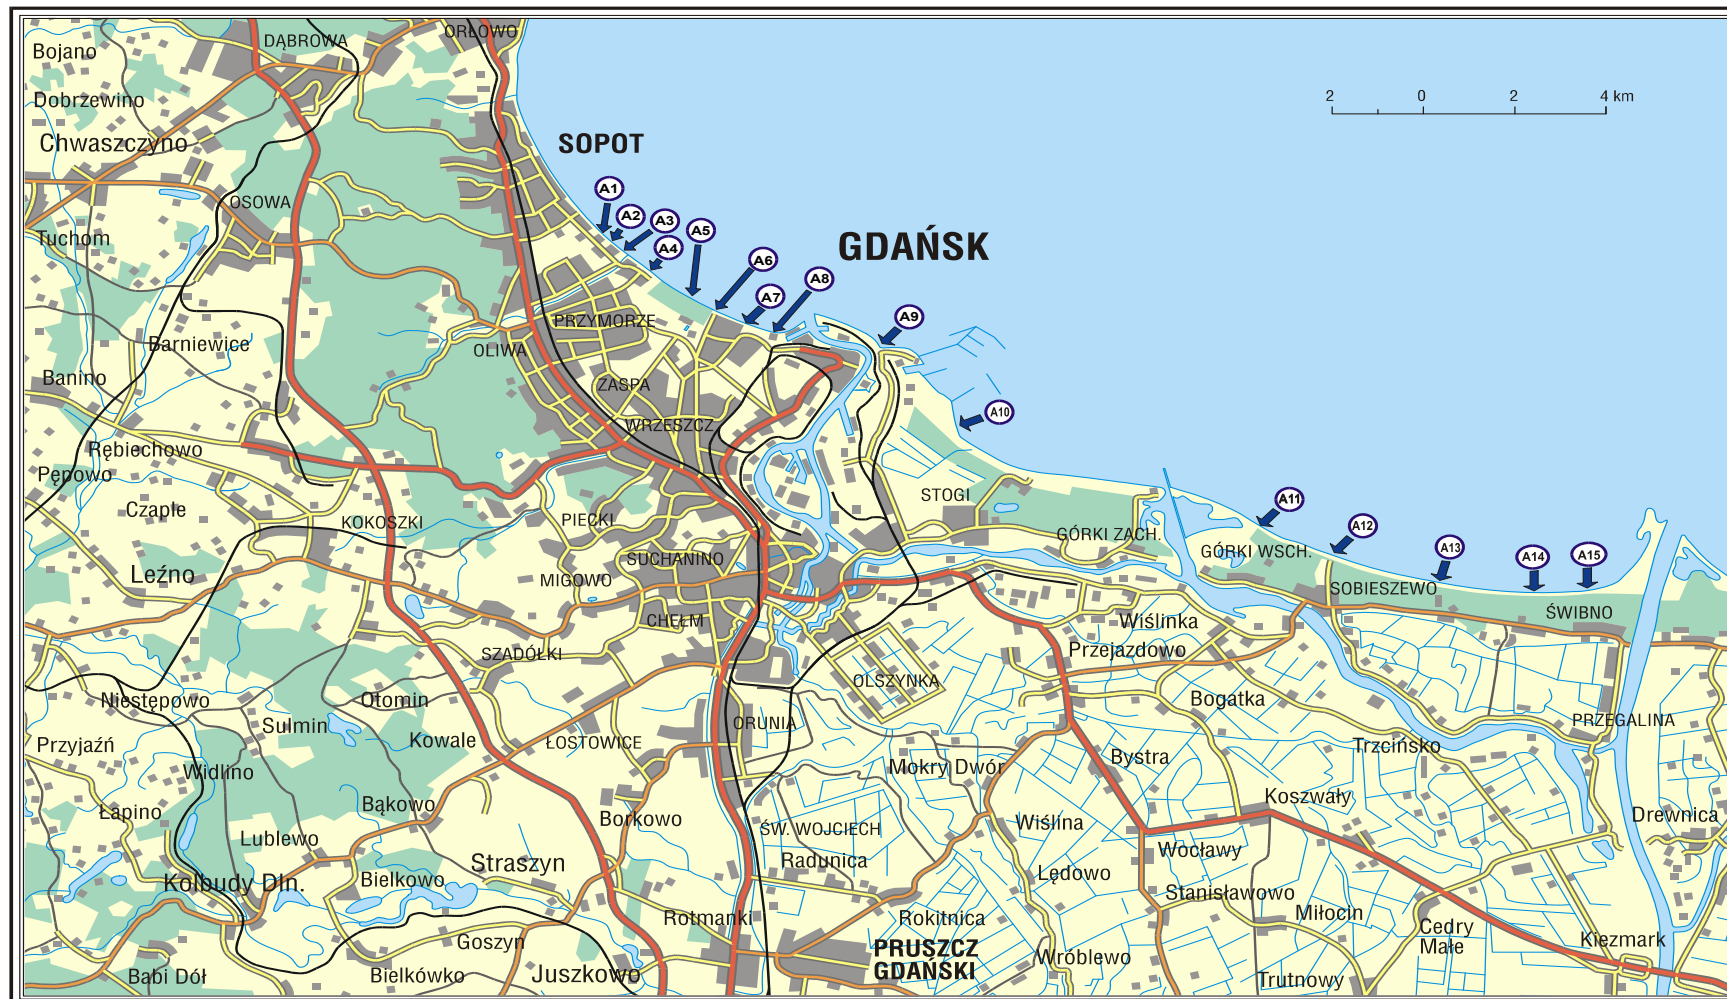 ORŁOWO
DĄBROWA
Bojano
Dobrzewino
2 0 2 4 km
Chwaszczyno
SOPOT
A1
OSOWA
A2
A3
A5
Tuchom
A4
GDAŃSK
A6
A8
A7
A9
PRZYMORZE
Barniewice
OLIWA
Banino
ZASPA
A10
WRZESZCZ
Rębiechowo
Pępowo
STOGI
A11
Czaple
KOKOSZKI
PIECKI
A12
GÓRKI ZACH.
A13
GÓRKI WSCH.
A14
A15
SUCHANINO
Leźno
MIGOWO
SOBIESZEWO
ŚWIBNO
CHEŁM
Wiślinka
SZADÓŁKI
Przejazdowo
OLSZYNKA
Niestępowo
Otomin
Bogatka
Sulmin
ORUNIA
PRZEGALINA
Kowale
ŁOSTOWICE
Przyjaźń
Trzcińsko
Bystra
Mokry Dwór
Widlino
Bąkowo
Koszwały
Łapino
Borkowo
Wiślina
Drewnica
ŚW. WOJCIECH
Lublewo
Wocławy
Radunica
Straszyn
Lędowo
Kolbudy Dln.
Bielkowo
Stanisławowo
Rotmanki
Rokitnica
Miłocin
Cedry
Małe
Goszyn
PRUSZCZ
GDAŃSKI
Kiezmark
Wróblewo
Babi Dół
Bielkówko
Juszkowo
Trutnowy